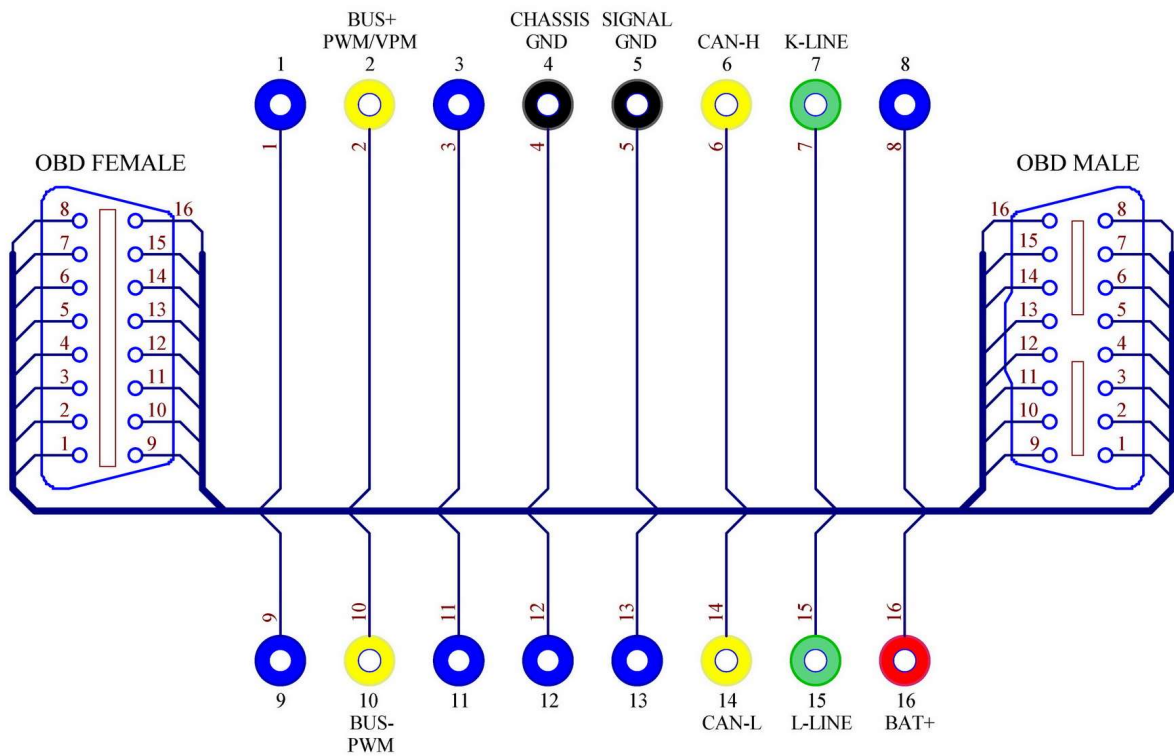 BUS+ CHASSIS SIGNAL
PWM/VPM GND GND CAN-H K-LINE
1 2 3 4 5 6 7 8
1 2 3 4 5 6 7 8
OBD FEMALE OBD MALE
8 16 16 8
7 15 15 7
6 14 14 6
5 13 13 5
4 12 12 4
3 11 11 3
2 10 10 2
1 9 9 1
9 10 11 12 13 14 15 16
9 10 11 12 13 14 15 16
BUS- CAN-L L-LINE BAT+
PWM